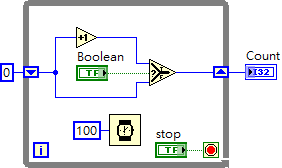 +1
Boolean
TF
?
0
Count
I32
i
100
stop
TF